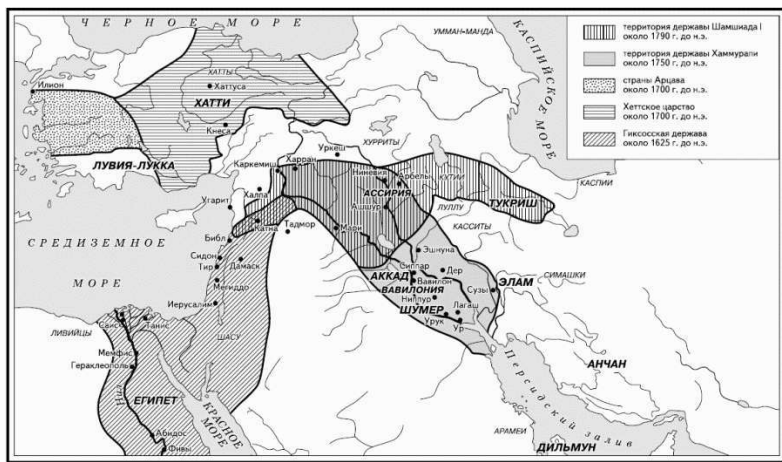 ЧЕРНОЕ МОРЕ
УММАН-МАНДА
КАСПИЙСКОЕ
МОРЕ
территория державы Шамшиада I
около 1790 г. до н.э.
территория державы Хаммурапи
около 1750 г. до н.э.
страны Арцава
около 1700 г. до н.э.
Хеттское царство
около 1700 г. до н.э.
Гиксосская держава
около 1625 г. до н.э.
ХАТТЫ
Хаттуса
ХАТТИ
Илион
Кнеса
ЛУВИЯ-ЛУККА
ХУРРИТЫ
Уркеш
Харран
Каркемиш
Ниневия
Арбелы
КУТИИ
АССИРИЯ
Ашшур
ЛУЛЛУ
ТУКРИШ
КАСПИИ
Халпа
Угарит
Катна
Тадмор
Мари
КАССИТЫ
СРЕДИЗЕМНОЕ
МОРЕ
Библ
Сидон
Тир
Дамаск
Мегиддо
Иерусалим
Эшнуна
Дер
Сиппар
АККАД
Вавилон
ВАВИЛОНИЯ
Ниппур
ШУМЕР
Лагаш
Урук
Ур
Сузы
ЭЛАМ
СИМАШКИ
АНЧАН
ЛИВИЙЦЫ
Саис
Танис
ШАСУ
Мемфис
Гераклеополь
Нил
ЕГИПЕТ
КРАСНОЕ
МОРЕ
Абидос
Фивы
Персидский залив
АРАМЕИ
ДИЛЬМУН